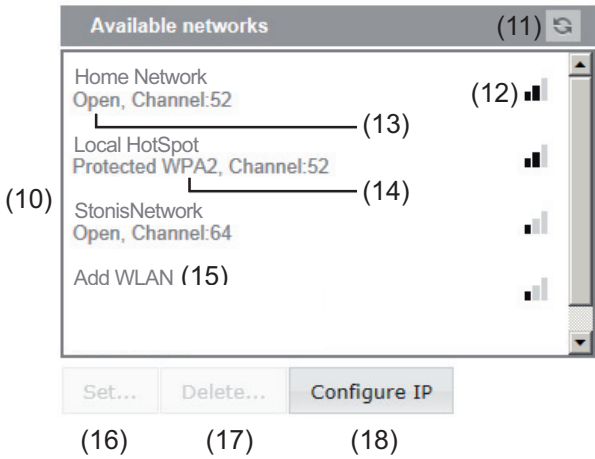 Available networks (11)
Home Network
Open, Channel:52 (12)
(13)
Local HotSpot
Protected WPA2, Channel:52
(14)
(10)
StonisNetwork
Open, Channel:64
Add WLAN (15)
Set... Delete... Configure IP
(16) (17) (18)